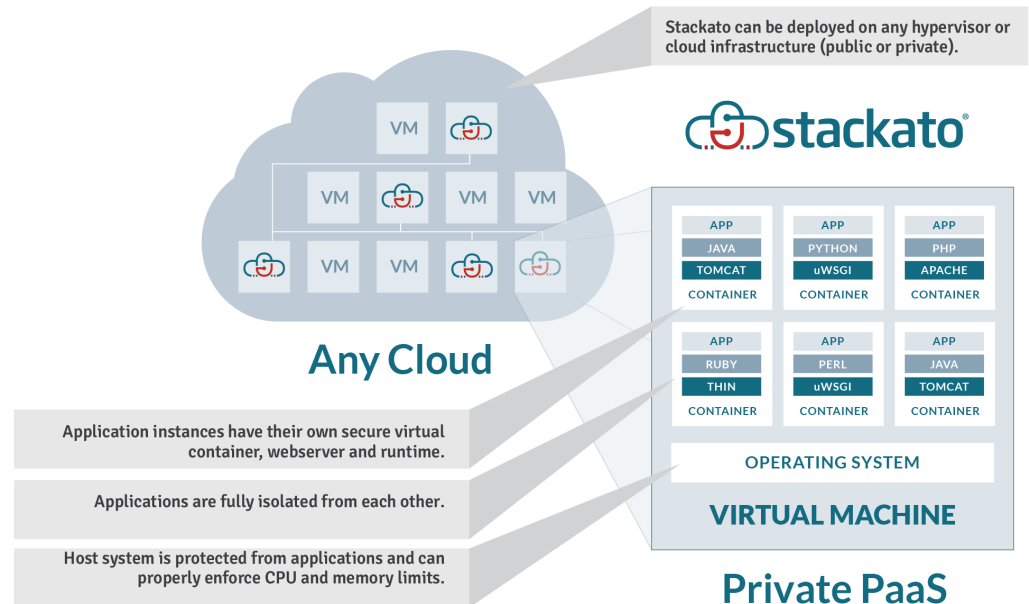 Stackato can be deployed on any hypervisor or
cloud infrastructure (public or private).
stackato®
VM
VM
VM
VM
VM
VM
Any Cloud
APP
JAVA
TOMCAT
CONTAINER
APP
PYTHON
uWSGI
CONTAINER
APP
PHP
APACHE
CONTAINER
APP
RUBY
THIN
CONTAINER
APP
PERL
uWSGI
CONTAINER
APP
JAVA
TOMCAT
CONTAINER
OPERATING SYSTEM
VIRTUAL MACHINE
Private PaaS
Application instances have their own secure virtual
container, webserver and runtime.
Applications are fully isolated from each other.
Host system is protected from applications and can
properly enforce CPU and memory limits.